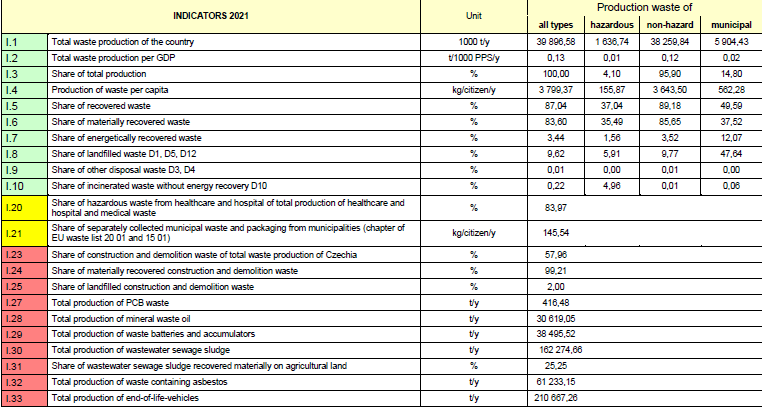 INDICATORS 2021 Unit Production waste of
all types hazardous non-hazard municipal
I.1 Total waste production of the country 1000 t/y 39 896,58 1 636,74 38 259,84 5 904,43
I.2 Total waste production per GDP t/1000 PPS/y 0,13 0,01 0,12 0,02
I.3 Share of total production % 100,00 4,10 95,90 14,80
I.4 Production of waste per capita kg/citizen/y 3 799,37 155,87 3 643,50 562,28
I.5 Share of recovered waste % 87,04 37,04 89,18 49,59
I.6 Share of materially recovered waste % 83,60 35,49 85,65 37,52
I.7 Share of energetically recovered waste % 3,44 1,56 3,52 12,07
I.8 Share of landfilled waste D1, D5, D12 % 9,62 5,91 9,77 47,64
I.9 Share of other disposal waste D3, D4 % 0,01 0,00 0,01 0,00
I.10 Share of incinerated waste without energy recovery D10 % 0,22 4,96 0,01 0,06
I.20 Share of hazardous waste from healthcare and hospital of total production of healthcare and
hospital and medical waste % 83,97
I.21 Share of separately collected municipal waste and packaging from municipalities (chapter of
EU waste list 20 01 and 15 01) kg/citizen/y 145,54
I.23 Share of construction and demolition waste of total waste production of Czechia % 57,96
I.24 Share of materially recovered construction and demolition waste % 99,21
I.25 Share of landfilled construction and demolition waste % 2,00
I.27 Total production of PCB waste t/y 416,48
I.28 Total production of mineral waste oil t/y 30 619,05
I.29 Total production of waste batteries and accumulators t/y 38 495,52
I.30 Total production of wastewater sewage sludge t/y 162 274,66
I.31 Share of wastewater sewage sludge recovered materially on agricultural land % 25,25
I.32 Total production of waste containing asbestos t/y 61 233,15
I.33 Total production of end-of-life-vehicles t/y 210 667,26